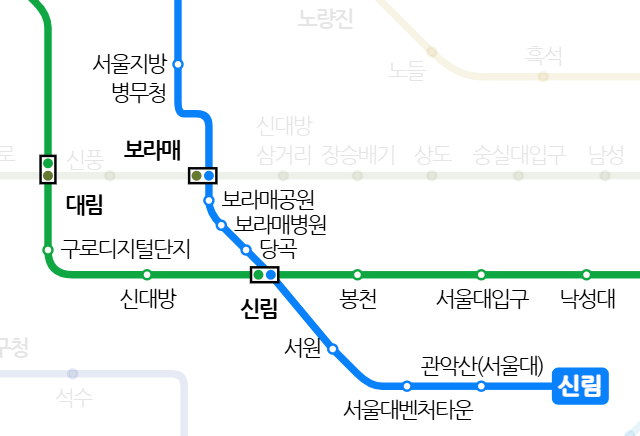 노량진
흑석
노들
서울지방
병무청
로
신풍
보라매
신대방
삼거리
장승배기
상도
숭실대입구
남성
대림
보라매공원
보라매병원
당곡
구로디지털단지
신대방
신림
봉천
서울대입구
낙성대
구청
서원
관악산(서울대)
신림
석수
서울대벤처타운